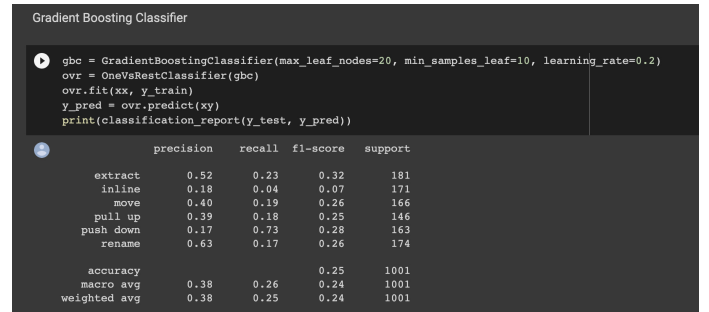 Gradient Boosting Classifier
gbc = GradientBoostingClassifier(max_leaf_nodes=20, min_samples_leaf=10, learning_rate=0.2)
ovr = OneVsRestClassifier(gbc)
ovr.fit(xx, y_train)
y_pred = ovr.predict(xy)
print(classification_report(y_test, y_pred))
precision recall f1-score support
extract 0.52 0.23 0.32 181
inline 0.18 0.04 0.07 171
move 0.40 0.19 0.26 166
pull up 0.39 0.18 0.25 146
push down 0.17 0.73 0.28 163
rename 0.63 0.17 0.26 174
accuracy 0.25 1001
macro avg 0.38 0.26 0.24 1001
weighted avg 0.38 0.25 0.24 1001